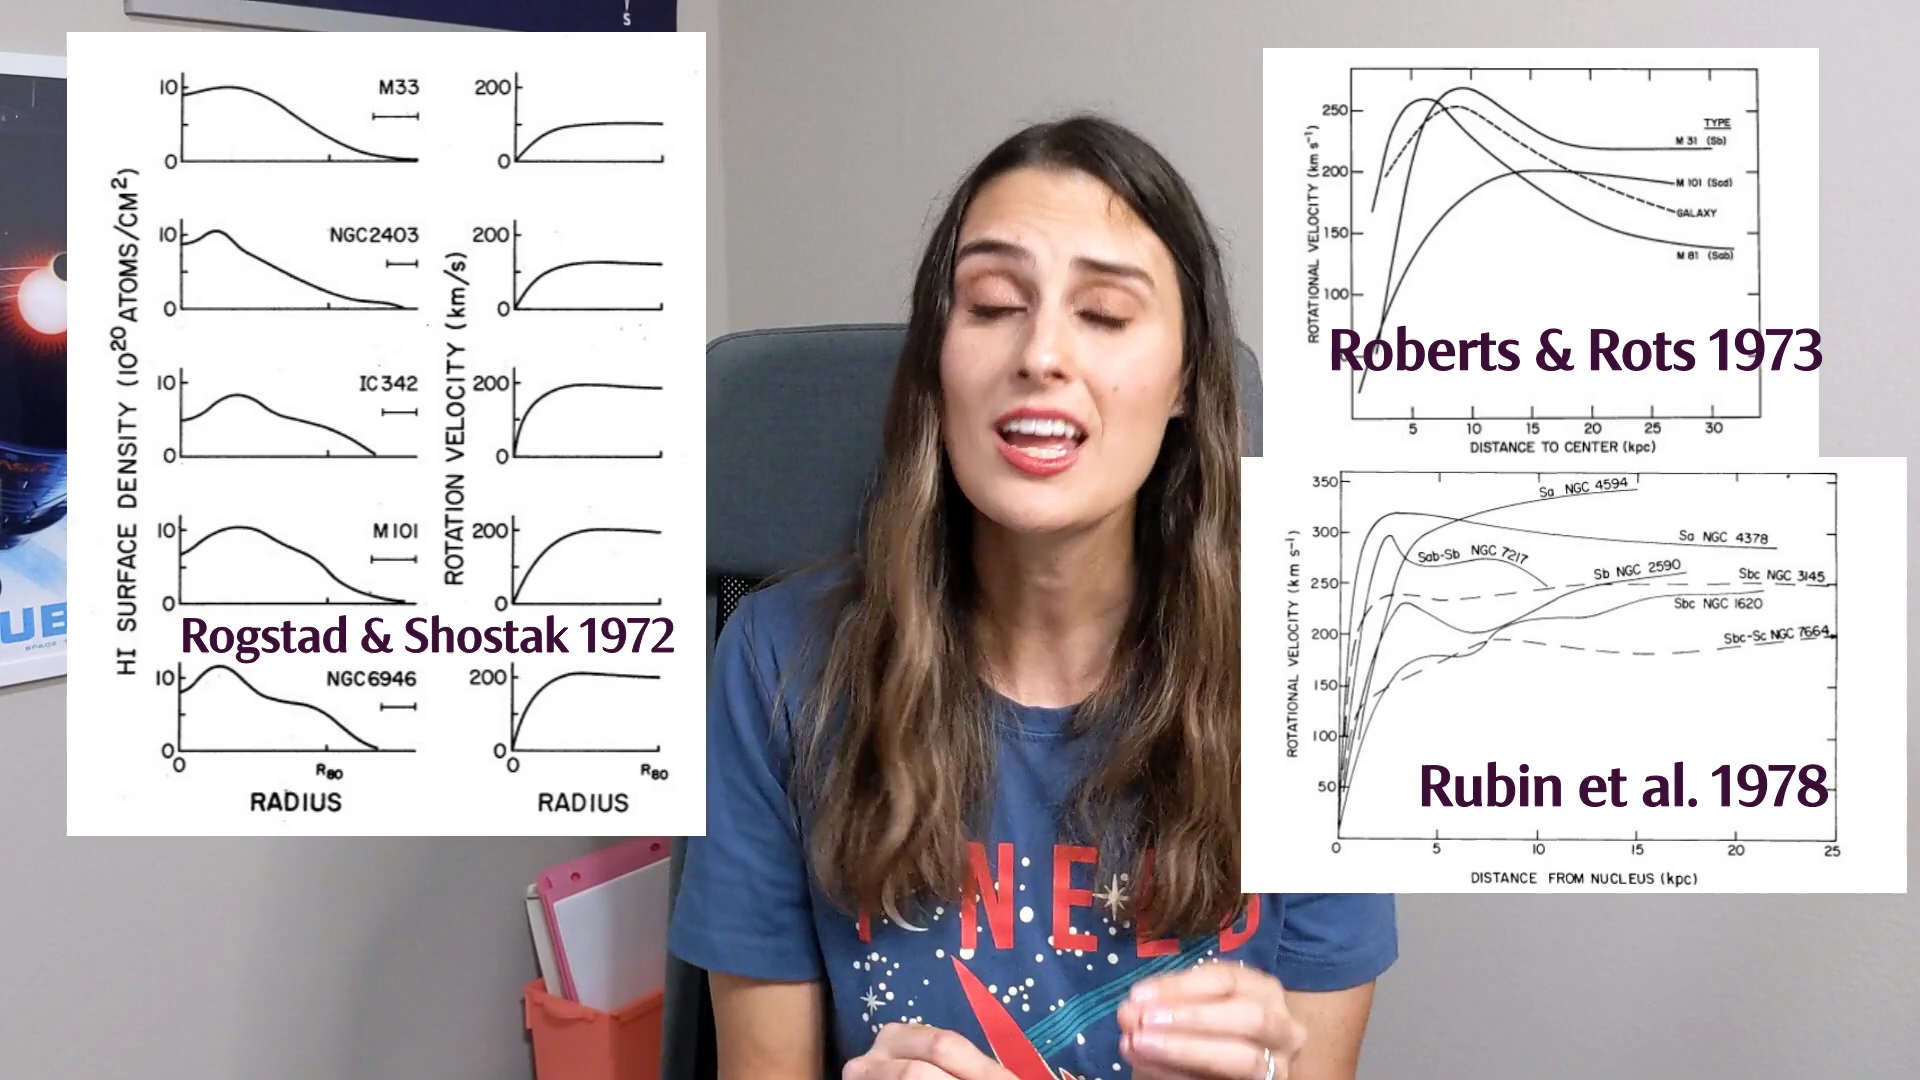 S
UB
SPACE
10
0
M33
200
0
10
0
NGC2403
200
0
10
0
IC342
200
0
10
0
M101
200
0
10
0
NGC6946
200
0
0
R80
0
R80
RADIUS
RADIUS
HI SURFACE DENSITY (10²⁰ ATOMS/CM²)
ROTATION VELOCITY (km/s)
Rogstad & Shostak 1972
250
200
150
100
TYPE
M 31 (Sb)
M 101 (Scd)
GALAXY
M 81 (Sab)
ROTATIONAL VELOCITY (km s⁻¹)
5 10 15 20 25 30
DISTANCE TO CENTER (kpc)
Roberts & Rots 1973
350
300
250
200
150
100
50
Sa NGC 4594
Sa NGC 4378
Sab-Sb NGC 7217
Sb NGC 2590
Sbc NGC 3145
Sbc NGC 1620
Sbc-Sc NGC 7664
ROTATIONAL VELOCITY (km s⁻¹)
0 5 10 15 20 25
DISTANCE FROM NUCLEUS (kpc)
Rubin et al. 1978
I NEED